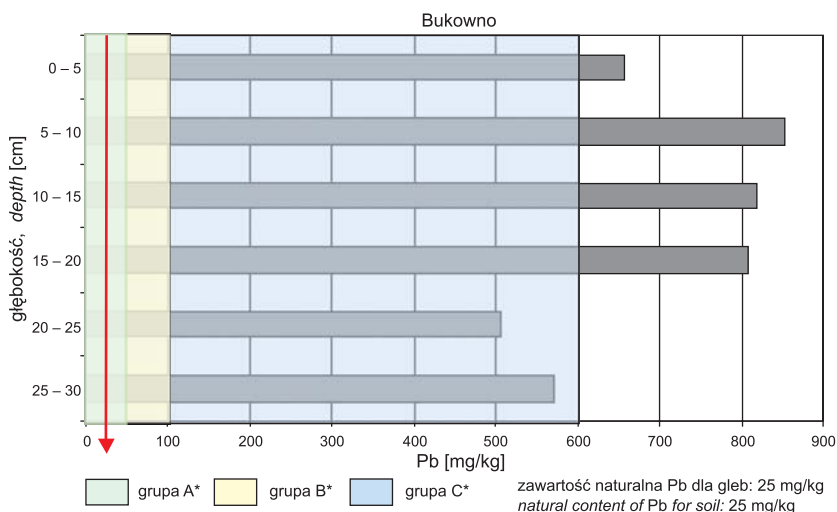 Bukowno
głębokość, depth [cm]
0 – 5
5 – 10
10 – 15
15 – 20
20 – 25
25 – 30
0 100 200 300 400 500 600 700 800 900
Pb [mg/kg]
grupa A* grupa B* grupa C*
zawartość naturalna Pb dla gleb: 25 mg/kg
natural content of Pb for soil: 25 mg/kg